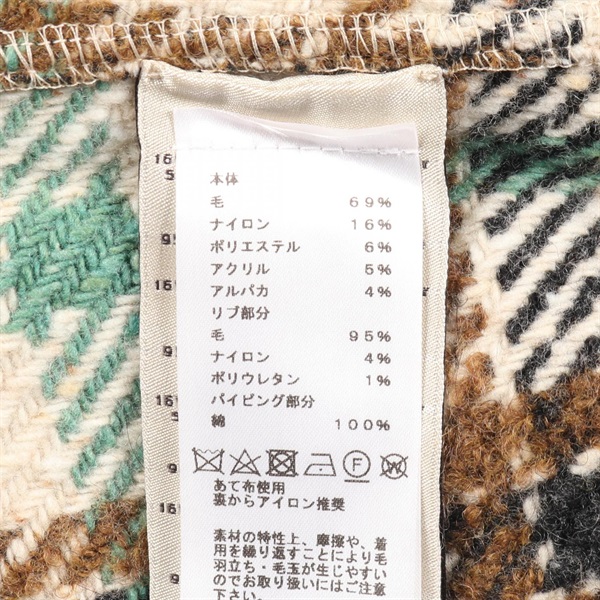 本体
毛 69%
ナイロン 16%
ポリエステル 6%
アクリル 5%
アルパカ 4%
リブ部分
毛 95%
ナイロン 4%
ポリウレタン 1%
パイピング部分
綿 100%
あて布使用
裏からアイロン推奨
素材の特性上、摩擦や、着
用を繰り返すことにより毛
羽立ち・毛玉が生じやすい
のでお取り扱いにはご注意
ください。